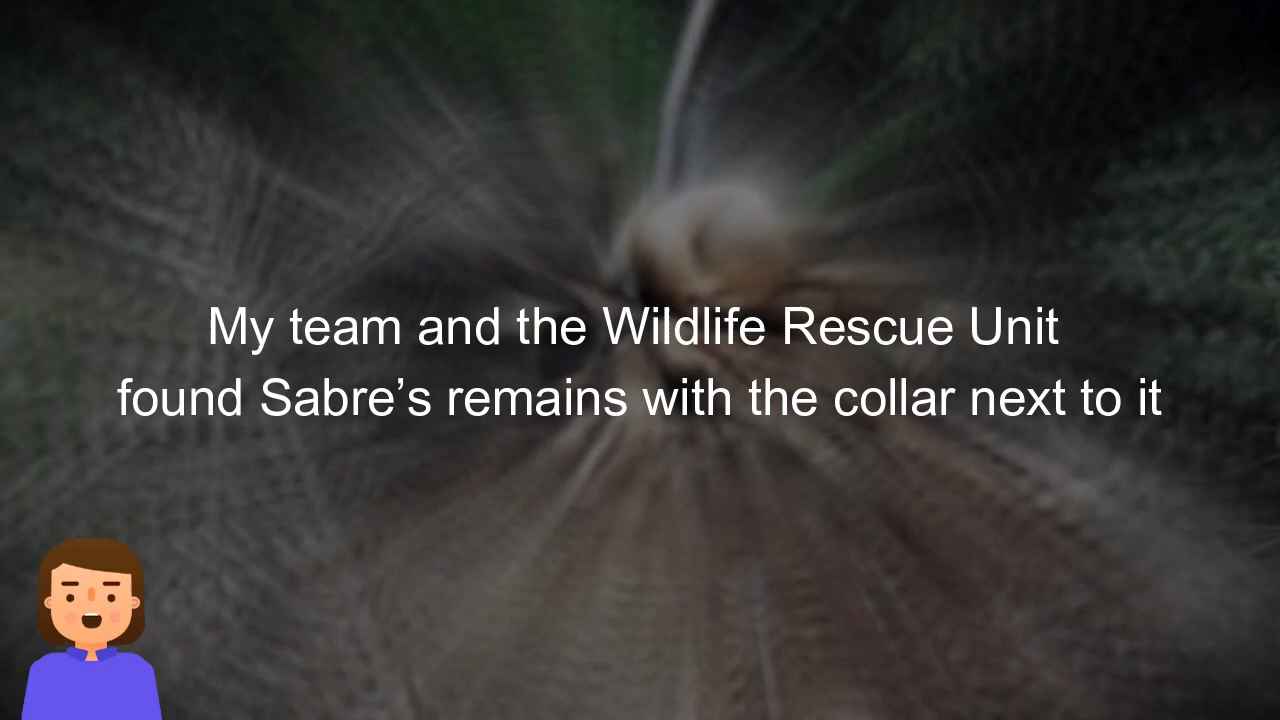 My team and the Wildlife Rescue Unit
found Sabre’s remains with the collar next to it